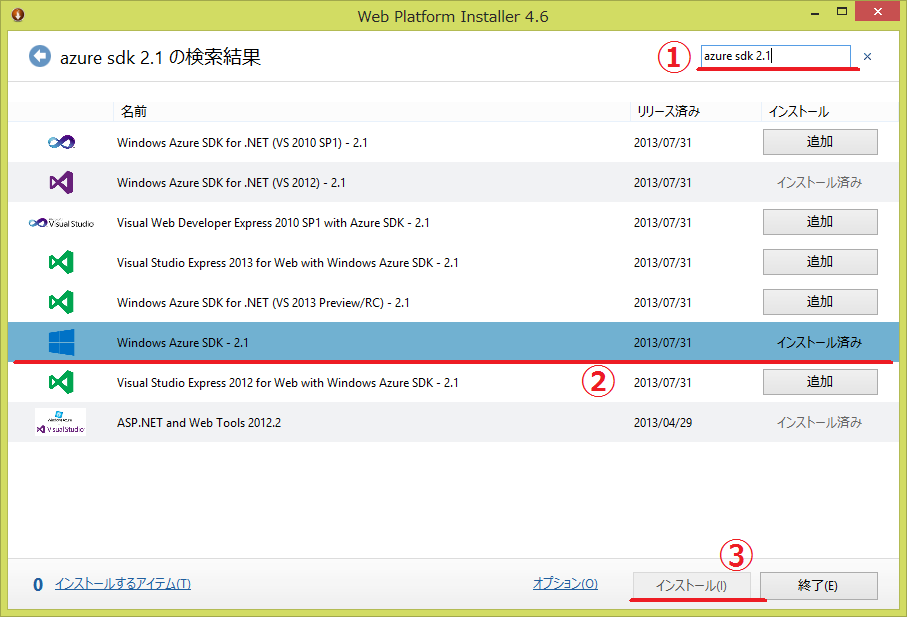 Web Platform Installer 4.6
azure sdk 2.1 の検索結果
① azure sdk 2.1
名前 リリース済み インストール
Windows Azure SDK for .NET (VS 2010 SP1) - 2.1 2013/07/31 追加
Windows Azure SDK for .NET (VS 2012) - 2.1 2013/07/31 インストール済み
Visual Studio Visual Web Developer Express 2010 SP1 with Azure SDK - 2.1 2013/07/31 追加
Visual Studio Express 2013 for Web with Windows Azure SDK - 2.1 2013/07/31 追加
Windows Azure SDK for .NET (VS 2013 Preview/RC) - 2.1 2013/07/31 追加
Windows Azure SDK - 2.1 2013/07/31 インストール済み
②
Visual Studio Express 2012 for Web with Windows Azure SDK - 2.1 2013/07/31 追加
Visual Studio ASP.NET and Web Tools 2012.2 2013/04/29 インストール済み
③
0 インストールするアイテム(T) オプション(O) インストール(I) 終了(E)